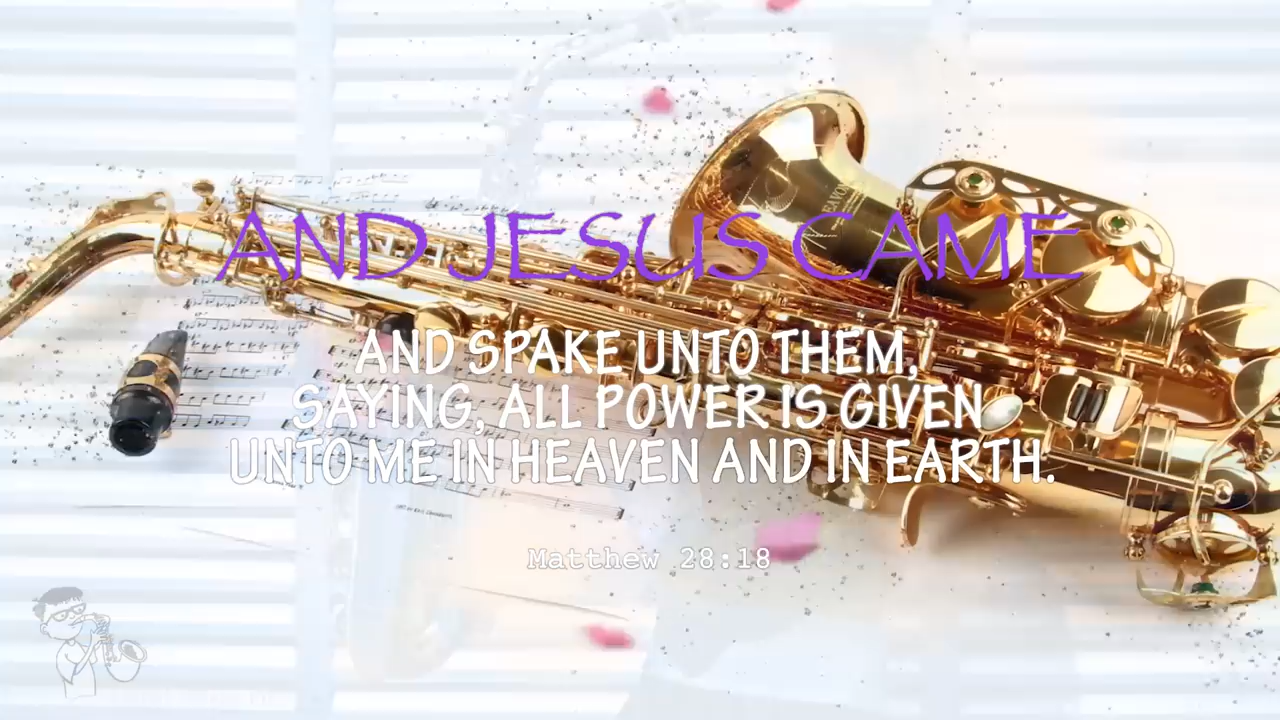 AND JESUS CAME
AND SPAKE UNTO THEM,
SAYING, ALL POWER IS GIVEN
UNTO ME IN HEAVEN AND IN EARTH.
Matthew 28:18